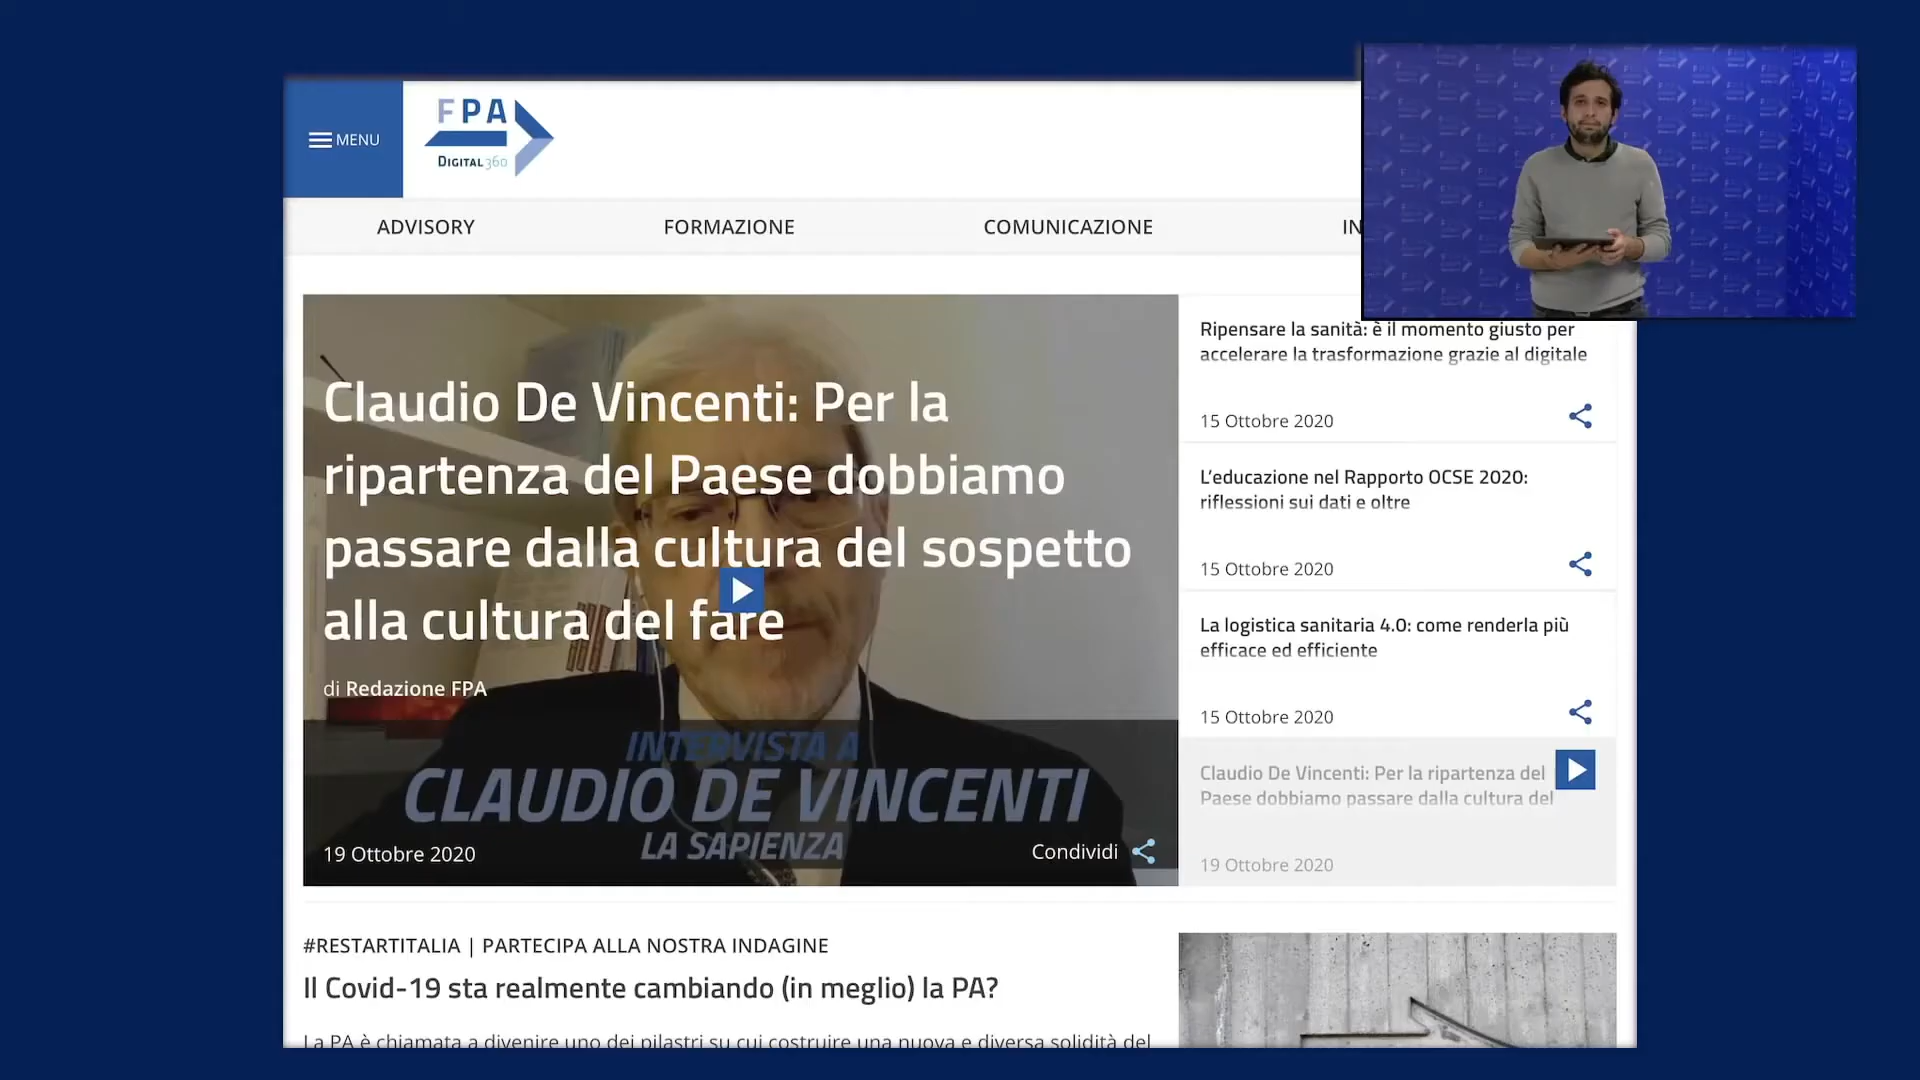 MENU
FPA
DIGITAL360
ADVISORY
FORMAZIONE
COMUNICAZIONE
IN
Claudio De Vincenti: Per la
ripartenza del Paese dobbiamo
passare dalla cultura del sospetto
alla cultura del fare
di Redazione FPA
INTERVISTA A
CLAUDIO DE VINCENTI
LA SAPIENZA
19 Ottobre 2020
Condividi
Ripensare la sanità: è il momento giusto per
accelerare la trasformazione grazie al digitale
15 Ottobre 2020
L'educazione nel Rapporto OCSE 2020:
riflessioni sui dati e oltre
15 Ottobre 2020
La logistica sanitaria 4.0: come renderla più
efficace ed efficiente
15 Ottobre 2020
Claudio De Vincenti: Per la ripartenza del
Paese dobbiamo passare dalla cultura del
19 Ottobre 2020
#RESTARTITALIA | PARTECIPA ALLA NOSTRA INDAGINE
Il Covid-19 sta realmente cambiando (in meglio) la PA?
La PA è chiamata a divenire uno dei pilastri su cui costruire una nuova e diversa solidità del